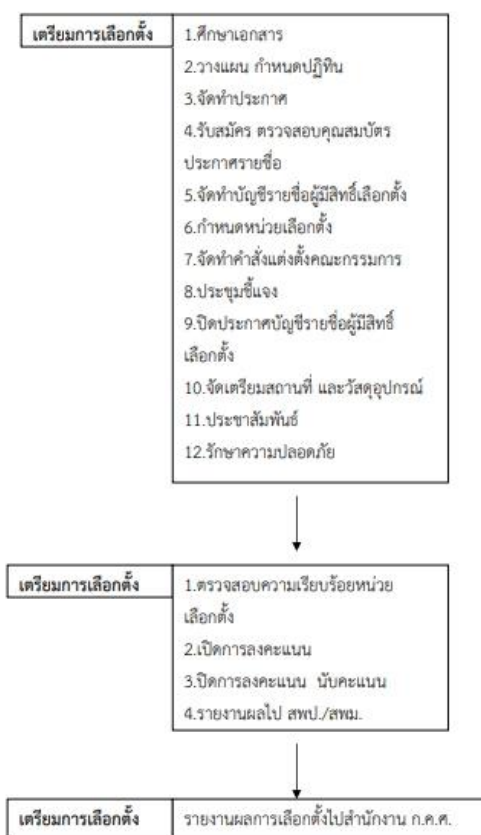 เตรียมการเลือกตั้ง
1.ศึกษาเอกสาร
2.วางแผน กำหนดปฏิทิน
3.จัดทำประกาศ
4.รับสมัคร ตรวจสอบคุณสมบัตร
ประกาศรายชื่อ
5.จัดทำบัญชีรายชื่อผู้มีสิทธิ์เลือกตั้ง
6.กำหนดหน่วยเลือกตั้ง
7.จัดทำคำสั่งแต่งตั้งคณะกรรมการ
8.ประชุมชี้แจง
9.ปิดประกาศบัญชีรายชื่อผู้มีสิทธิ์
เลือกตั้ง
10.จัดเตรียมสถานที่ และวัสดุอุปกรณ์
11.ประชาสัมพันธ์
12.รักษาความปลอดภัย
เตรียมการเลือกตั้ง
1.ตรวจสอบความเรียบร้อยหน่วย
เลือกตั้ง
2.เปิดการลงคะแนน
3.ปิดการลงคะแนน นับคะแนน
4.รายงานผลไป สพป./สพม.
เตรียมการเลือกตั้ง
รายงานผลการเลือกตั้งไปสำนักงาน ก.ค.ศ.